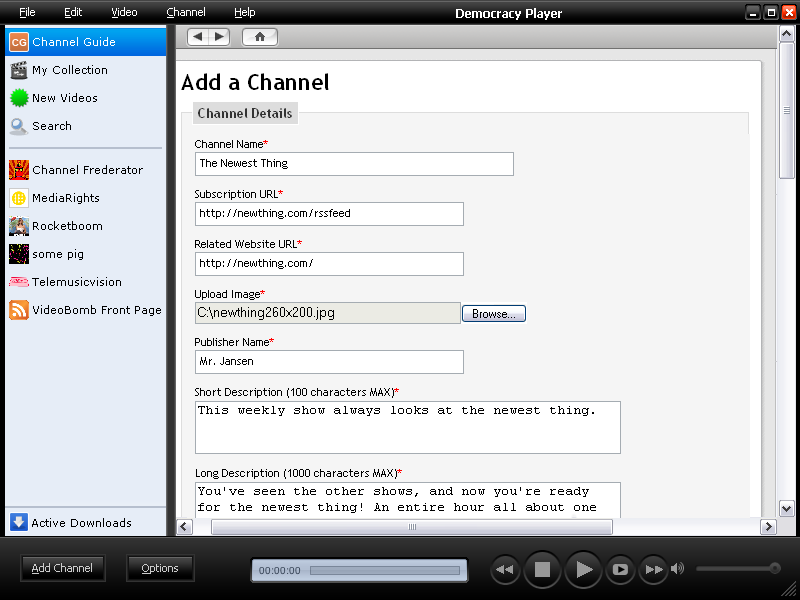 File Edit Video Channel Help Democracy Player
CG Channel Guide
My Collection
New Videos
Search
Channel Frederator
MediaRights
Rocketboom
some pig
Telemusicvision
VideoBomb Front Page
Active Downloads
Add a Channel
Channel Details
Channel Name*
The Newest Thing
Subscription URL*
http://newthing.com/rssfeed
Related Website URL*
http://newthing.com/
Upload Image*
C:\newthing260x200.jpg Browse...
Publisher Name*
Mr. Jansen
Short Description (100 characters MAX)*
This weekly show always looks at the newest thing.
Long Description (1000 characters MAX)*
You've seen the other shows, and now you're ready
for the newest thing! An entire hour all about one
Add Channel Options 00:00:00